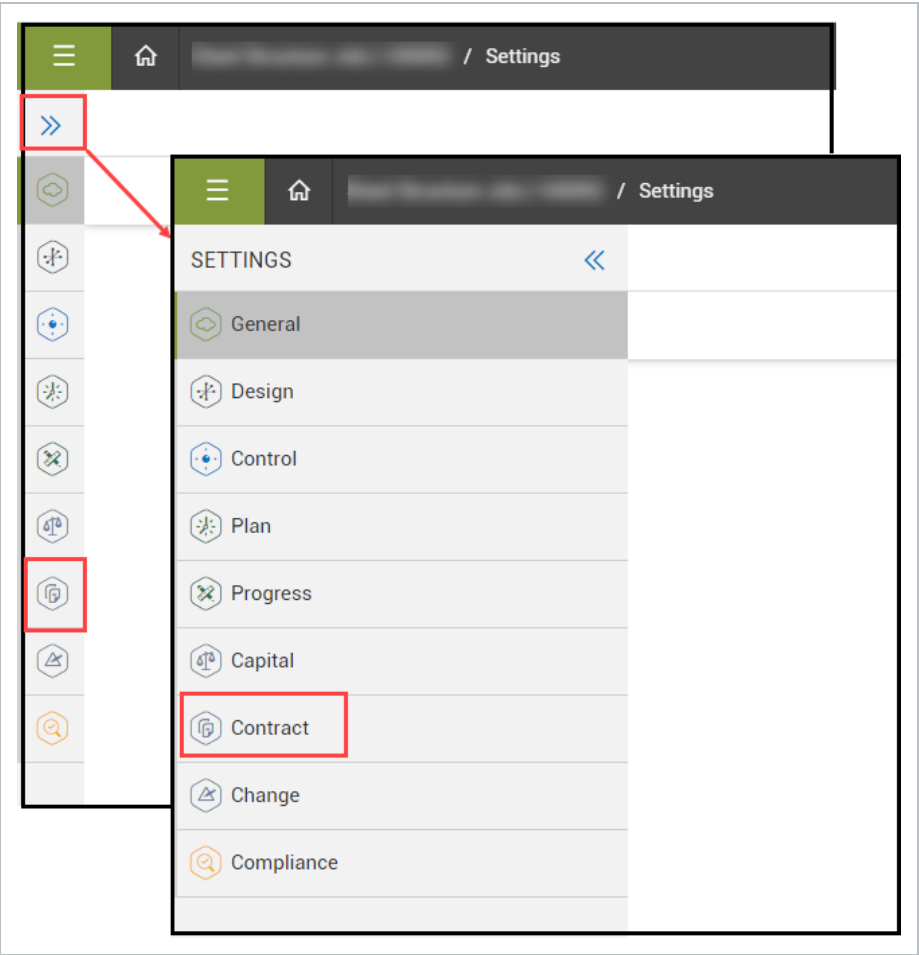 / Settings
/ Settings
SETTINGS
General
Design
Control
Plan
Progress
Capital
Contract
Change
Compliance